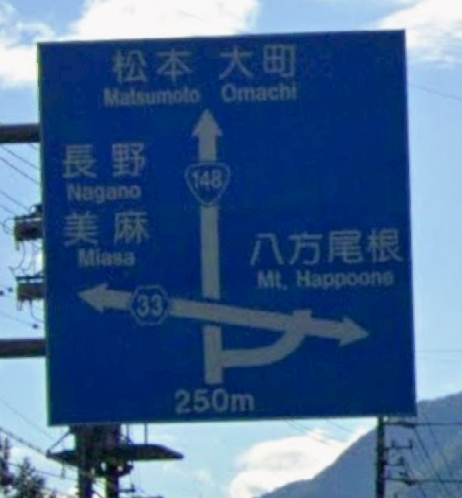 松本 大町
Matsumoto Omachi
148
長野
Nagano
美麻
Miasa
八方尾根
Mt. Happoone
33
250m